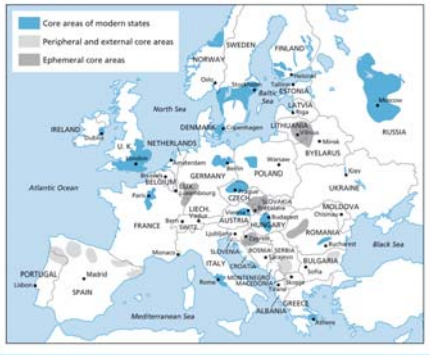 Core areas of modern states
Peripheral and external core areas
Ephemeral core areas
SWEDEN
FINLAND
NORWAY
Oslo
Stockholm
Helsinki
Tallinn
ESTONIA
Baltic
Sea
North Sea
LATVIA
Riga
Moscow
RUSSIA
DENMARK
Copenhagen
LITHUANIA
Vilnius
IRELAND
Dublin
U. K.
NETHERLANDS
Minsk
BYELARUS
London
Amsterdam
Berlin
Warsaw
GERMANY
POLAND
Brussels
BELGIUM
Kiev
UKRAINE
Atlantic Ocean
LUX.
Luxembourg
Prague
CZECH
SLOVAKIA
Paris
Bratislava
Vienna
MOLDOVA
LIECH.
Vaduz
AUSTRIA
Budapest
HUNGARY
Chisinau
FRANCE
Bern
SWITZ.
Ljubljana
Zagreb
ROMANIA
SLOVENIA
BOSNIA
SERBIA
Bucharest
Black Sea
Monaco
CROATIA
Sarajevo
ITALY
BULGARIA
PORTUGAL
Madrid
MONTENEGRO
Sofia
Rome
MACEDONIA
Skopje
Lisbon
SPAIN
Tirana
GREECE
ALBANIA
Mediterranean Sea
Athens